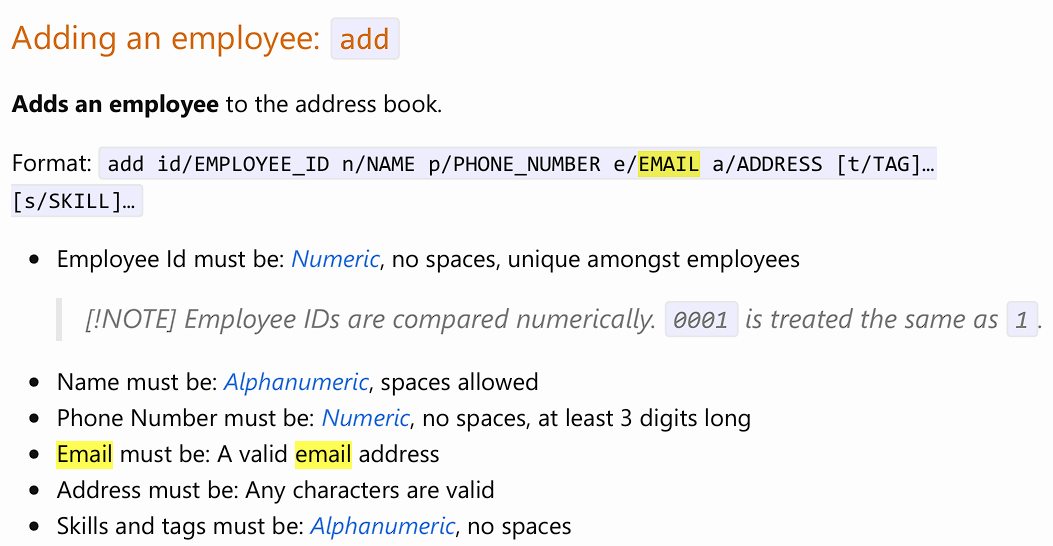 Adding an employee: add
Adds an employee to the address book.
Format: add id/EMPLOYEE_ID n/NAME p/PHONE_NUMBER e/EMAIL a/ADDRESS [t/TAG]…
[s/SKILL]…
• Employee Id must be: Numeric, no spaces, unique amongst employees
[!NOTE] Employee IDs are compared numerically. 0001 is treated the same as 1.
• Name must be: Alphanumeric, spaces allowed
• Phone Number must be: Numeric, no spaces, at least 3 digits long
• Email must be: A valid email address
• Address must be: Any characters are valid
• Skills and tags must be: Alphanumeric, no spaces